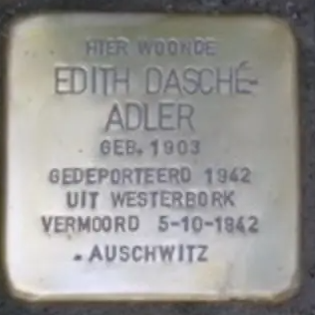 HIER WOONDE
EDITH DASCHÉ-
ADLER
GEB. 1903
GEDEPORTEERD 1942
UIT WESTERBORK
VERMOORD 5-10-1942
AUSCHWITZ